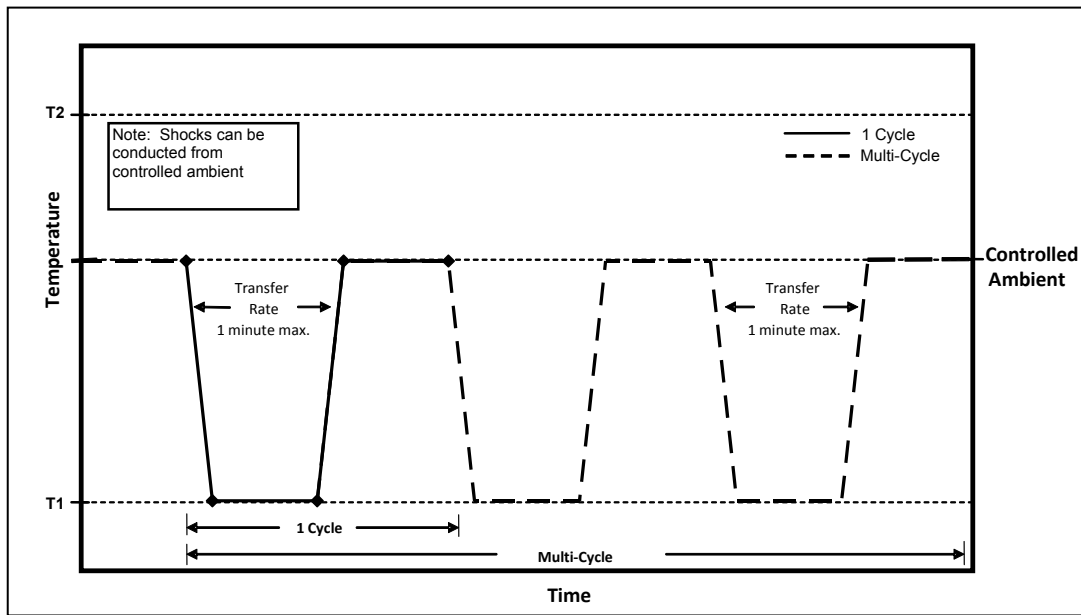 T2
Note: Shocks can be
conducted from
controlled ambient
1 Cycle
Multi-Cycle
Temperature
Controlled
Ambient
Transfer
Rate
1 minute max.
Transfer
Rate
1 minute max.
T1
1 Cycle
Multi-Cycle
Time